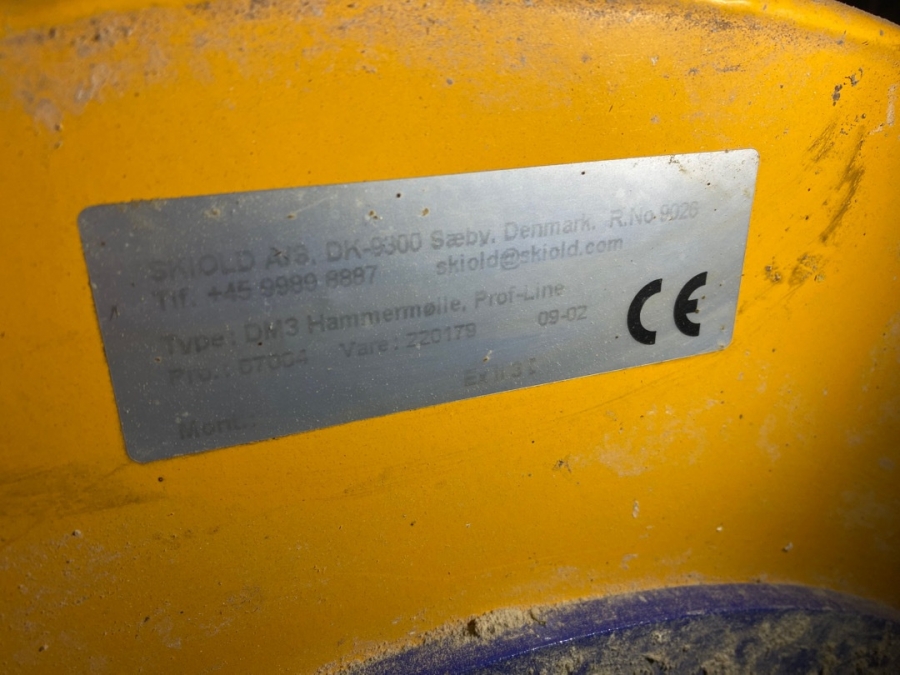 SKIOLD A/S, DK-9300 Sæby, Denmark. R.No 9026
Tlf. +45 9989 8887 skiold@skiold.com
Type: DM3 Hammermølle, Prof-Line
Pro.: 67004 Vare: 220179 09-02
CE
Mont.: